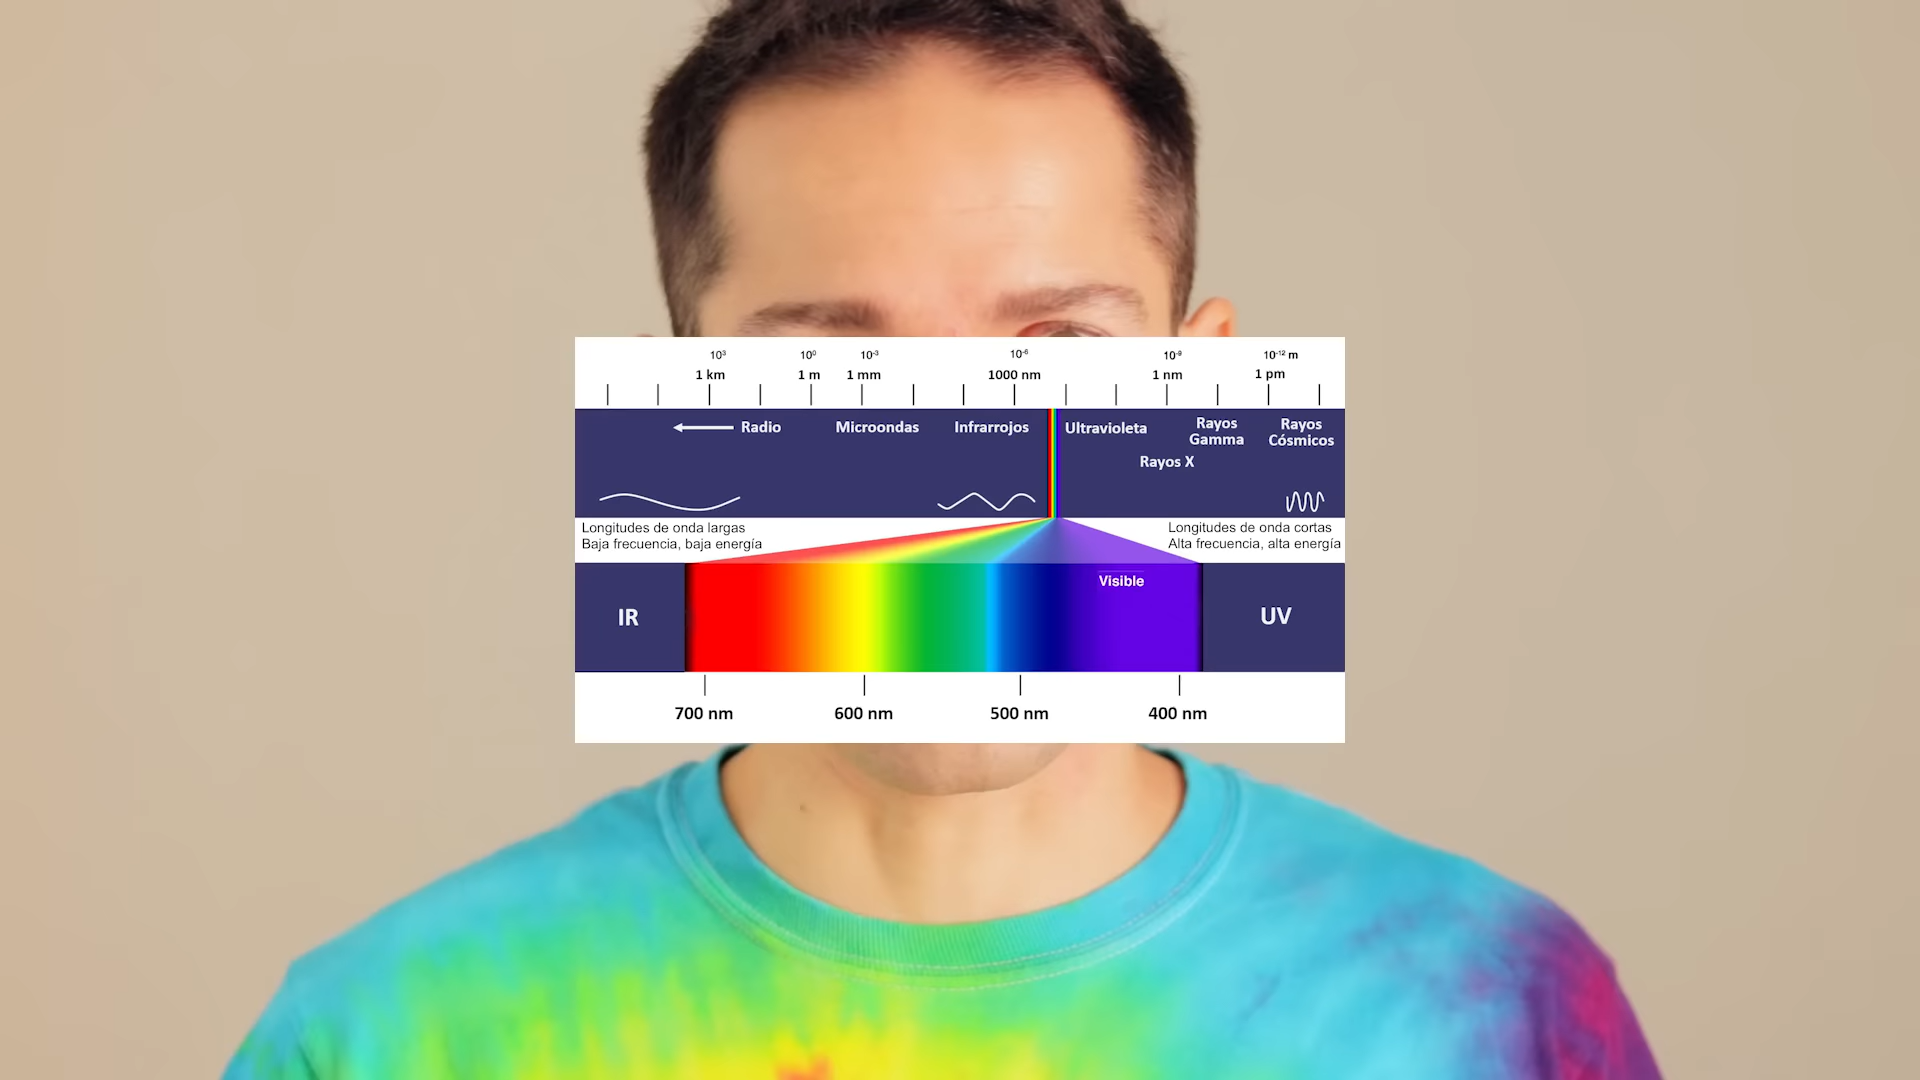 10³ 10⁰ 10⁻³ 10⁻⁶ 10⁻⁹ 10⁻¹² m
1 km 1 m 1 mm 1000 nm 1 nm 1 pm
Radio Microondas Infrarrojos Ultravioleta Rayos Gamma Rayos Cósmicos
Rayos X
Longitudes de onda largas
Baja frecuencia, baja energía
Longitudes de onda cortas
Alta frecuencia, alta energía
Visible
IR UV
700 nm 600 nm 500 nm 400 nm